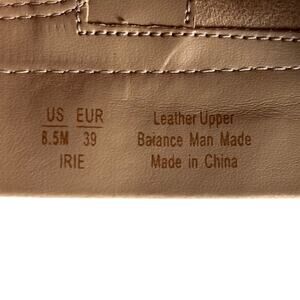 US EUR
8.5M 39
IRIE
Leather Upper
Balance Man Made
Made in China